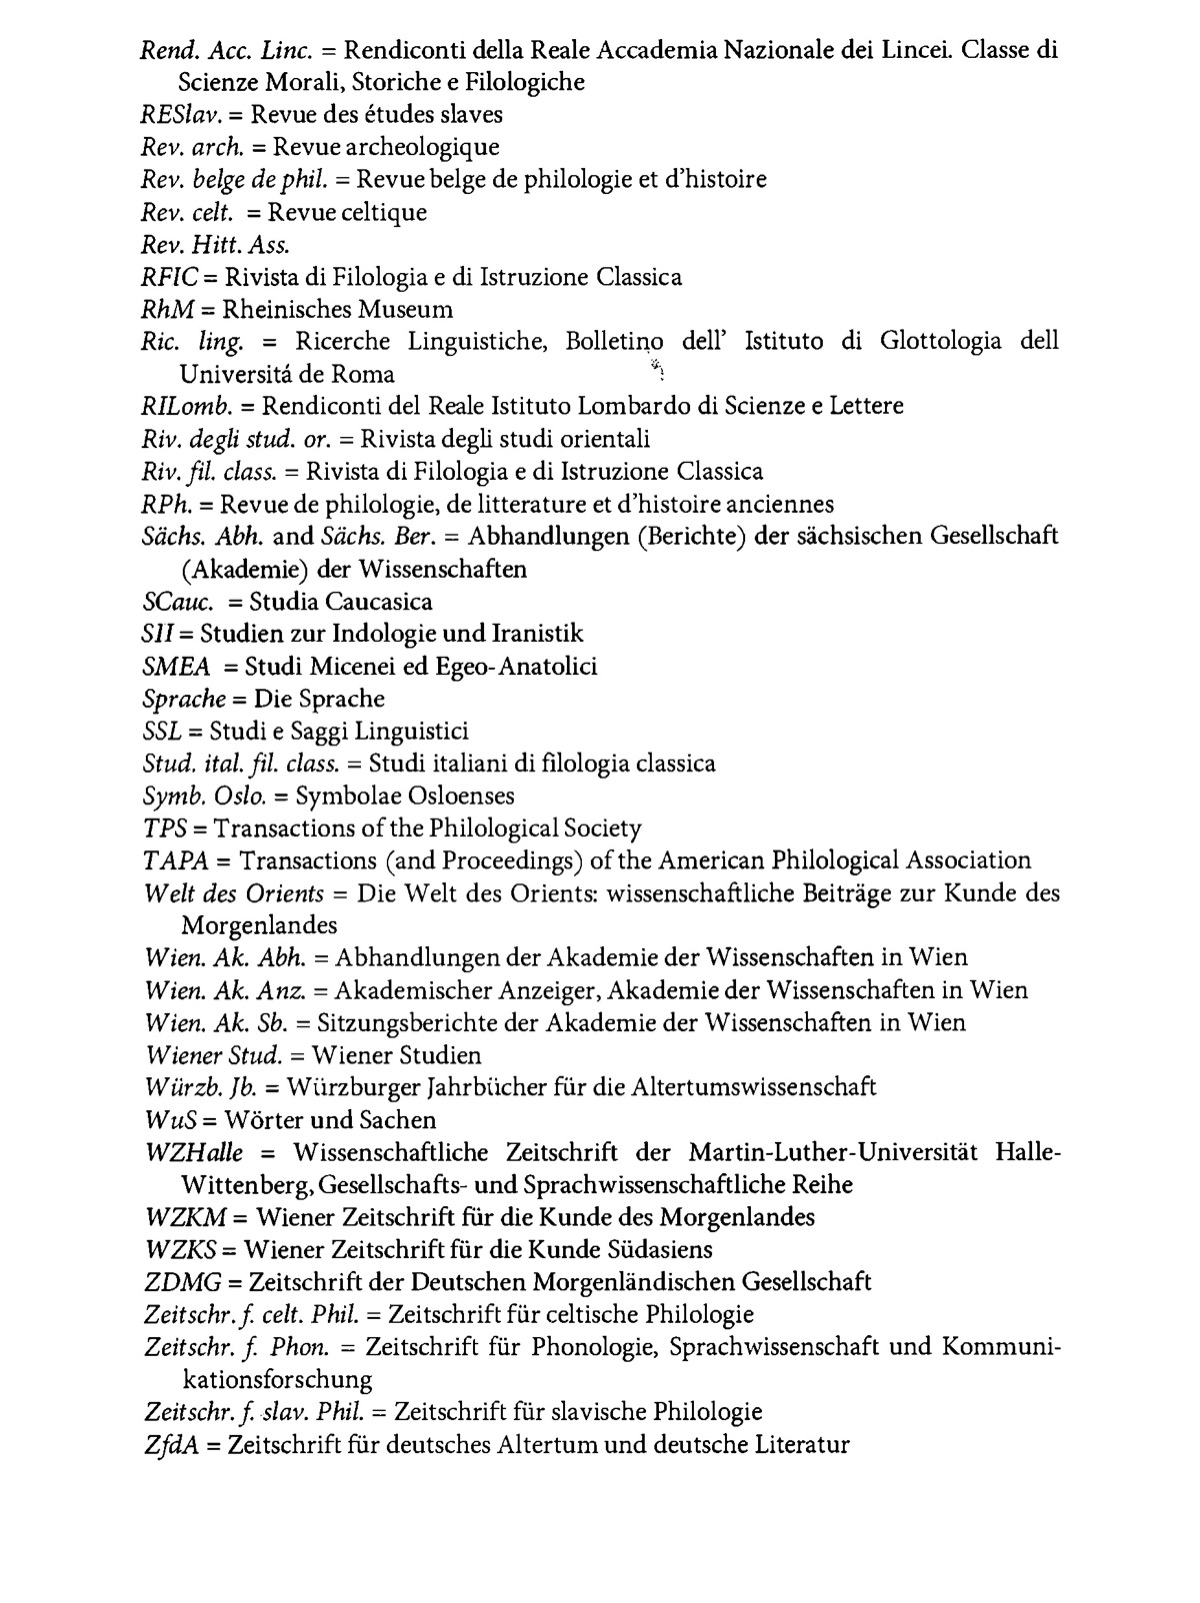 Rend. Acc. Linc. = Rendiconti della Reale Accademia Nazionale dei Lincei. Classe di
Scienze Morali, Storiche e Filologiche
RESlav. = Revue des études slaves
Rev. arch. = Revue archeologique
Rev. belge de phil. = Revue belge de philologie et d'histoire
Rev. celt. = Revue celtique
Rev. Hitt. Ass.
RFIC = Rivista di Filologia e di Istruzione Classica
RhM = Rheinisches Museum
Ric. ling. = Ricerche Linguistiche, Bolletino dell' Istituto di Glottologia dell
Universitá de Roma
RILomb. = Rendiconti del Reale Istituto Lombardo di Scienze e Lettere
Riv. degli stud. or. = Rivista degli studi orientali
Riv. fil. class. = Rivista di Filologia e di Istruzione Classica
RPh. = Revue de philologie, de litterature et d'histoire anciennes
Sächs. Abh. and Sächs. Ber. = Abhandlungen (Berichte) der sächsischen Gesellschaft
(Akademie) der Wissenschaften
SCauc. = Studia Caucasica
SII = Studien zur Indologie und Iranistik
SMEA = Studi Micenei ed Egeo-Anatolici
Sprache = Die Sprache
SSL = Studi e Saggi Linguistici
Stud. ital. fil. class. = Studi italiani di filologia classica
Symb. Oslo. = Symbolae Osloenses
TPS = Transactions of the Philological Society
TAPA = Transactions (and Proceedings) of the American Philological Association
Welt des Orients = Die Welt des Orients: wissenschaftliche Beiträge zur Kunde des
Morgenlandes
Wien. Ak. Abh. = Abhandlungen der Akademie der Wissenschaften in Wien
Wien. Ak. Anz. = Akademischer Anzeiger, Akademie der Wissenschaften in Wien
Wien. Ak. Sb. = Sitzungsberichte der Akademie der Wissenschaften in Wien
Wiener Stud. = Wiener Studien
Würzb. Jb. = Würzburger Jahrbücher für die Altertumswissenschaft
WuS = Wörter und Sachen
WZHalle = Wissenschaftliche Zeitschrift der Martin-Luther-Universität Halle-
Wittenberg, Gesellschafts- und Sprachwissenschaftliche Reihe
WZKM = Wiener Zeitschrift für die Kunde des Morgenlandes
WZKS = Wiener Zeitschrift für die Kunde Südasiens
ZDMG = Zeitschrift der Deutschen Morgenländischen Gesellschaft
Zeitschr. f. celt. Phil. = Zeitschrift für celtische Philologie
Zeitschr. f. Phon. = Zeitschrift für Phonologie, Sprachwissenschaft und Kommuni-
kationsforschung
Zeitschr. f. slav. Phil. = Zeitschrift für slavische Philologie
ZfdA = Zeitschrift für deutsches Altertum und deutsche Literatur